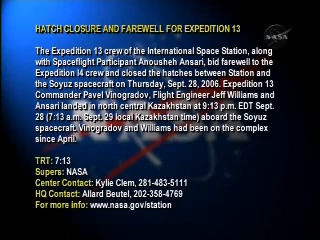 HATCH CLOSURE AND FAREWELL FOR EXPEDITION 13
NASA
The Expedition 13 crew of the International Space Station, along
with Spaceflight Participant Anousheh Ansari, bid farewell to the
Expedition 14 crew and closed the hatches between Station and
the Soyuz spacecraft on Thursday, Sept. 28, 2006. Expedition 13
Commander Pavel Vinogradov, Flight Engineer Jeff Williams and
Ansari landed in north central Kazakhstan at 9:13 p.m. EDT Sept.
28 (7:13 a.m. Sept. 29 local Kazakhstan time) aboard the Soyuz
spacecraft. Vinogradov and Williams had been on the complex
since April.
TRT: 7:13
Supers: NASA
Center Contact: Kylie Clem, 281-483-5111
HQ Contact: Allard Beutel, 202-358-4769
For more info: www.nasa.gov/station